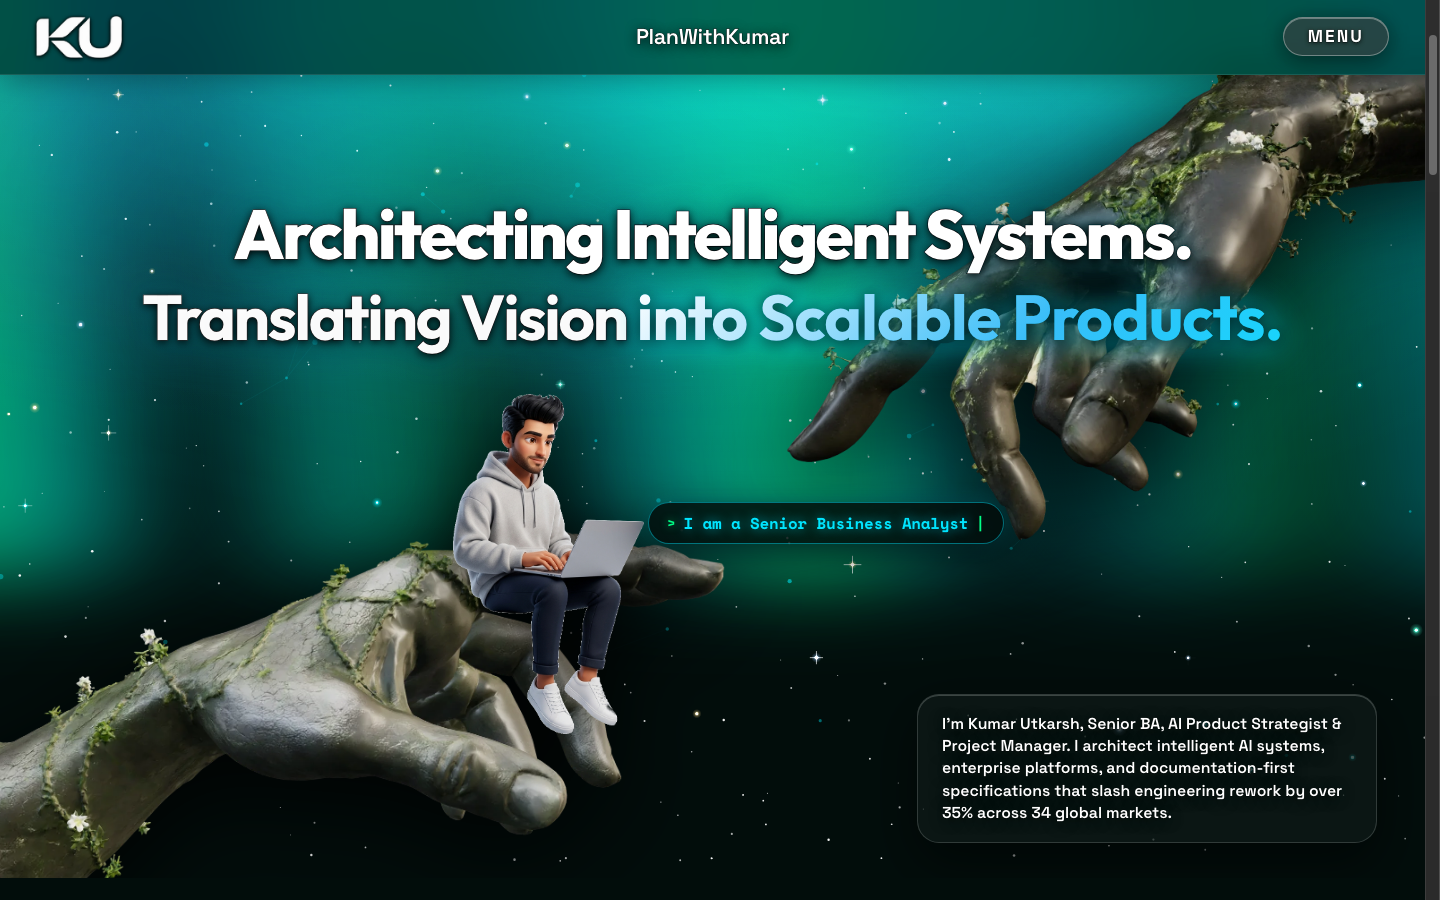 KU
PlanWithKumar
MENU
Architecting Intelligent Systems.
Translating Vision into Scalable Products.
> I am a Senior Business Analyst |
I'm Kumar Utkarsh, Senior BA, AI Product Strategist &
Project Manager. I architect intelligent AI systems,
enterprise platforms, and documentation-first
specifications that slash engineering rework by over
35% across 34 global markets.